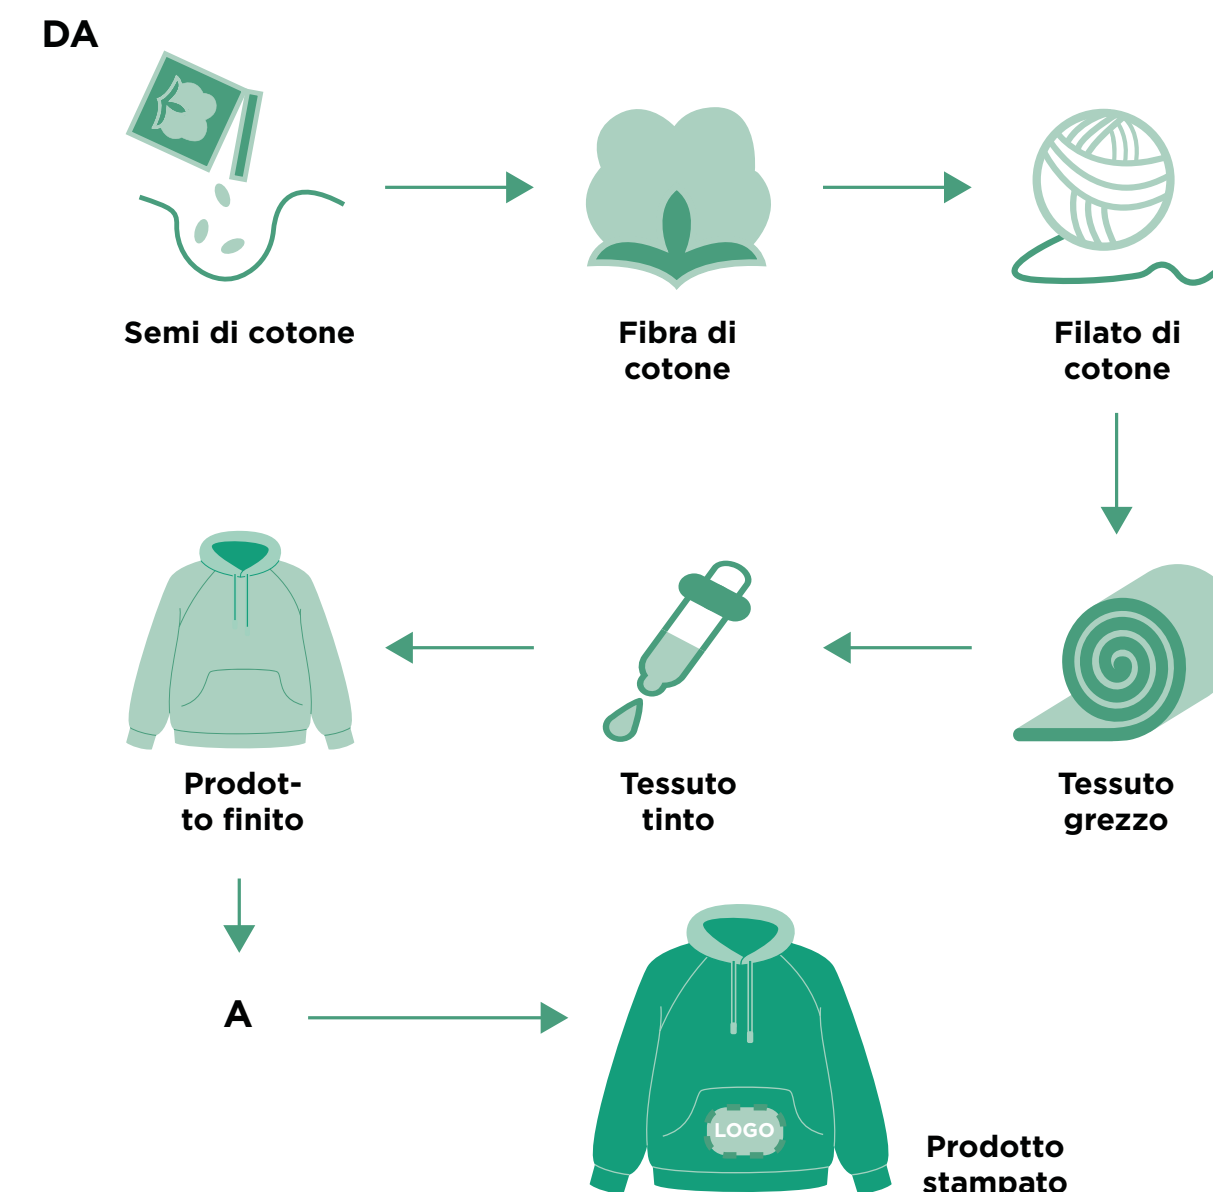 DA
Semi di cotone
Fibra di
cotone
Filato di
cotone
Prodot-
to finito
Tessuto
tinto
Tessuto
grezzo
A
LOGO
Prodotto
stampato